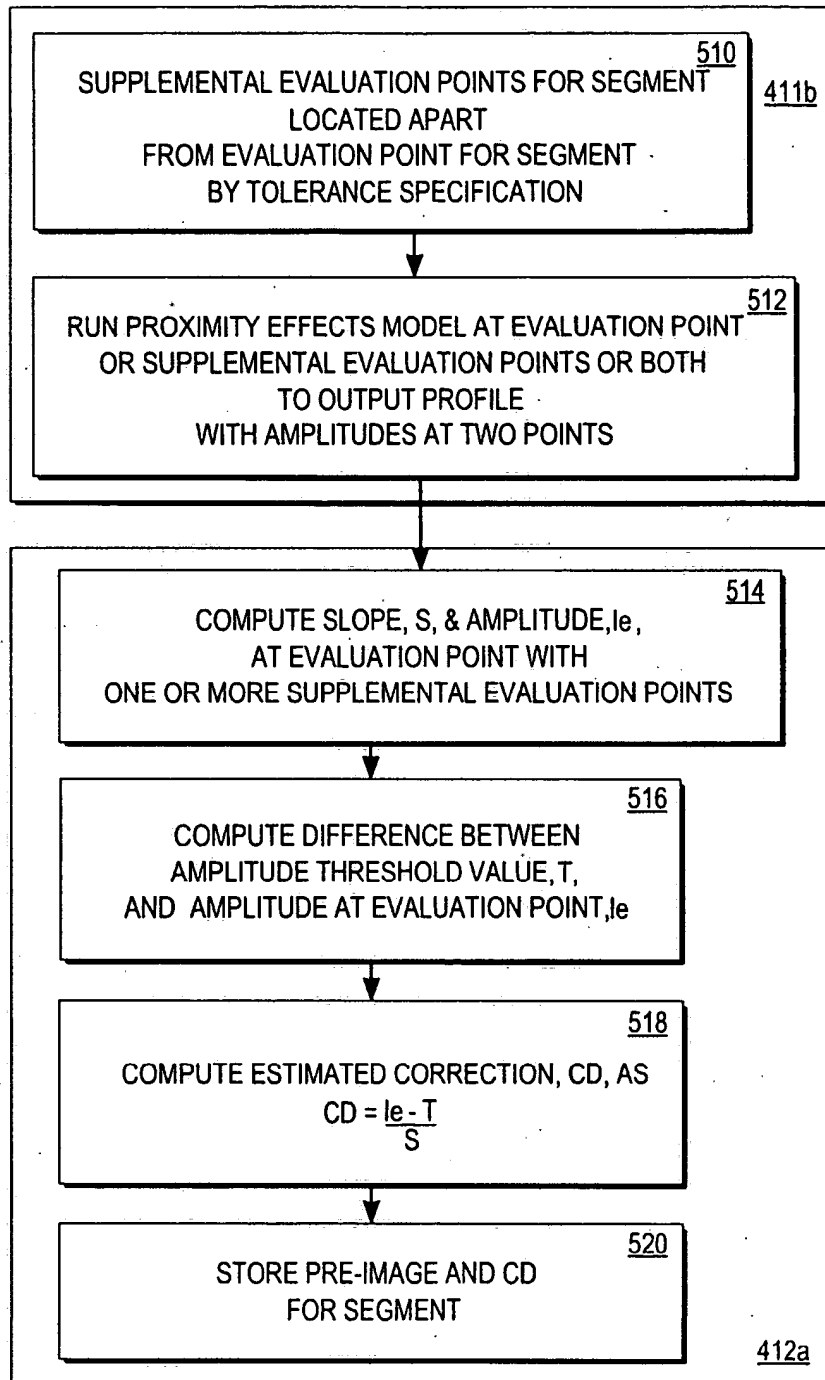 510
SUPPLEMENTAL EVALUATION POINTS FOR SEGMENT
LOCATED APART
FROM EVALUATION POINT FOR SEGMENT
BY TOLERANCE SPECIFICATION
411b
512
RUN PROXIMITY EFFECTS MODEL AT EVALUATION POINT
OR SUPPLEMENTAL EVALUATION POINTS OR BOTH
TO OUTPUT PROFILE
WITH AMPLITUDES AT TWO POINTS
514
COMPUTE SLOPE, S, & AMPLITUDE,Ie,
AT EVALUATION POINT WITH
ONE OR MORE SUPPLEMENTAL EVALUATION POINTS
516
COMPUTE DIFFERENCE BETWEEN
AMPLITUDE THRESHOLD VALUE,T,
AND AMPLITUDE AT EVALUATION POINT,Ie
518
COMPUTE ESTIMATED CORRECTION, CD, AS
CD = Ie - T
S
520
STORE PRE-IMAGE AND CD
FOR SEGMENT
412a